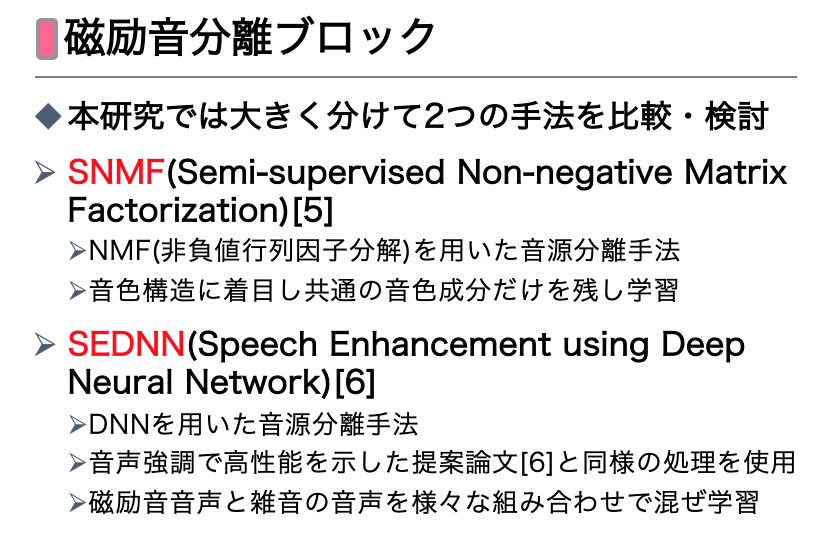 磁励音分離ブロック
◆本研究では大きく分けて2つの手法を比較・検討
➢ SNMF(Semi-supervised Non-negative Matrix
Factorization)[5]
➢NMF(非負値行列因子分解)を用いた音源分離手法
➢音色構造に着目し共通の音色成分だけを残し学習
➢ SEDNN(Speech Enhancement using Deep
Neural Network)[6]
➢DNNを用いた音源分離手法
➢音声強調で高性能を示した提案論文[6]と同様の処理を使用
➢磁励音音声と雑音の音声を様々な組み合わせで混ぜ学習